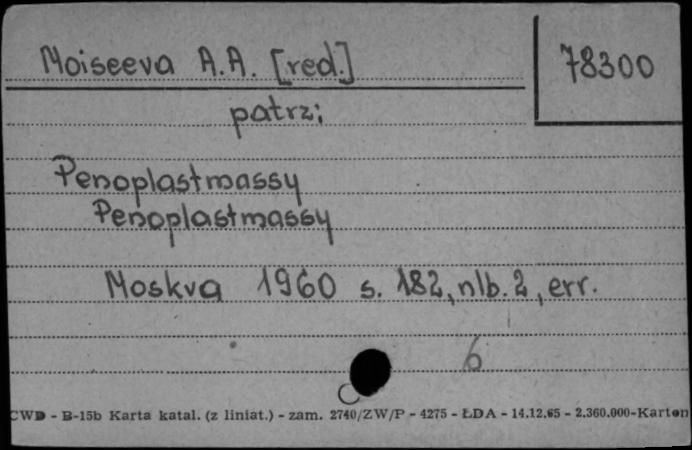 Moiseeva A.A. [red.]
78300
patrz:
Penoplastmassy
Penoplastmassy
Moskva 1960 s. 182, nlb. 2, err.
6
CWD - B-15b Karta katal. (z liniat.) - zam. 2740/ZW/P - 4275 - ŁDA - 14.12.65 - 2.360.000-Karton